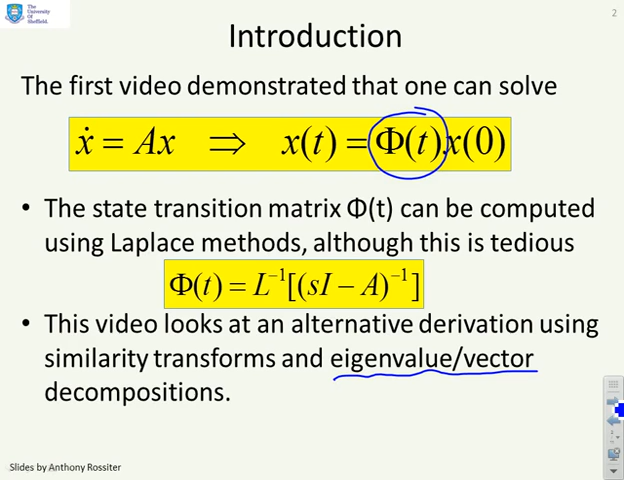 The
University
Of
Sheffield.
2
Introduction
The first video demonstrated that one can solve
ẋ = Ax ⇒ x(t) = Φ(t)x(0)
• The state transition matrix Φ(t) can be computed
using Laplace methods, although this is tedious
Φ(t) = L⁻¹[(sI − A)⁻¹]
• This video looks at an alternative derivation using
similarity transforms and eigenvalue/vector
decompositions.
Slides by Anthony Rossiter